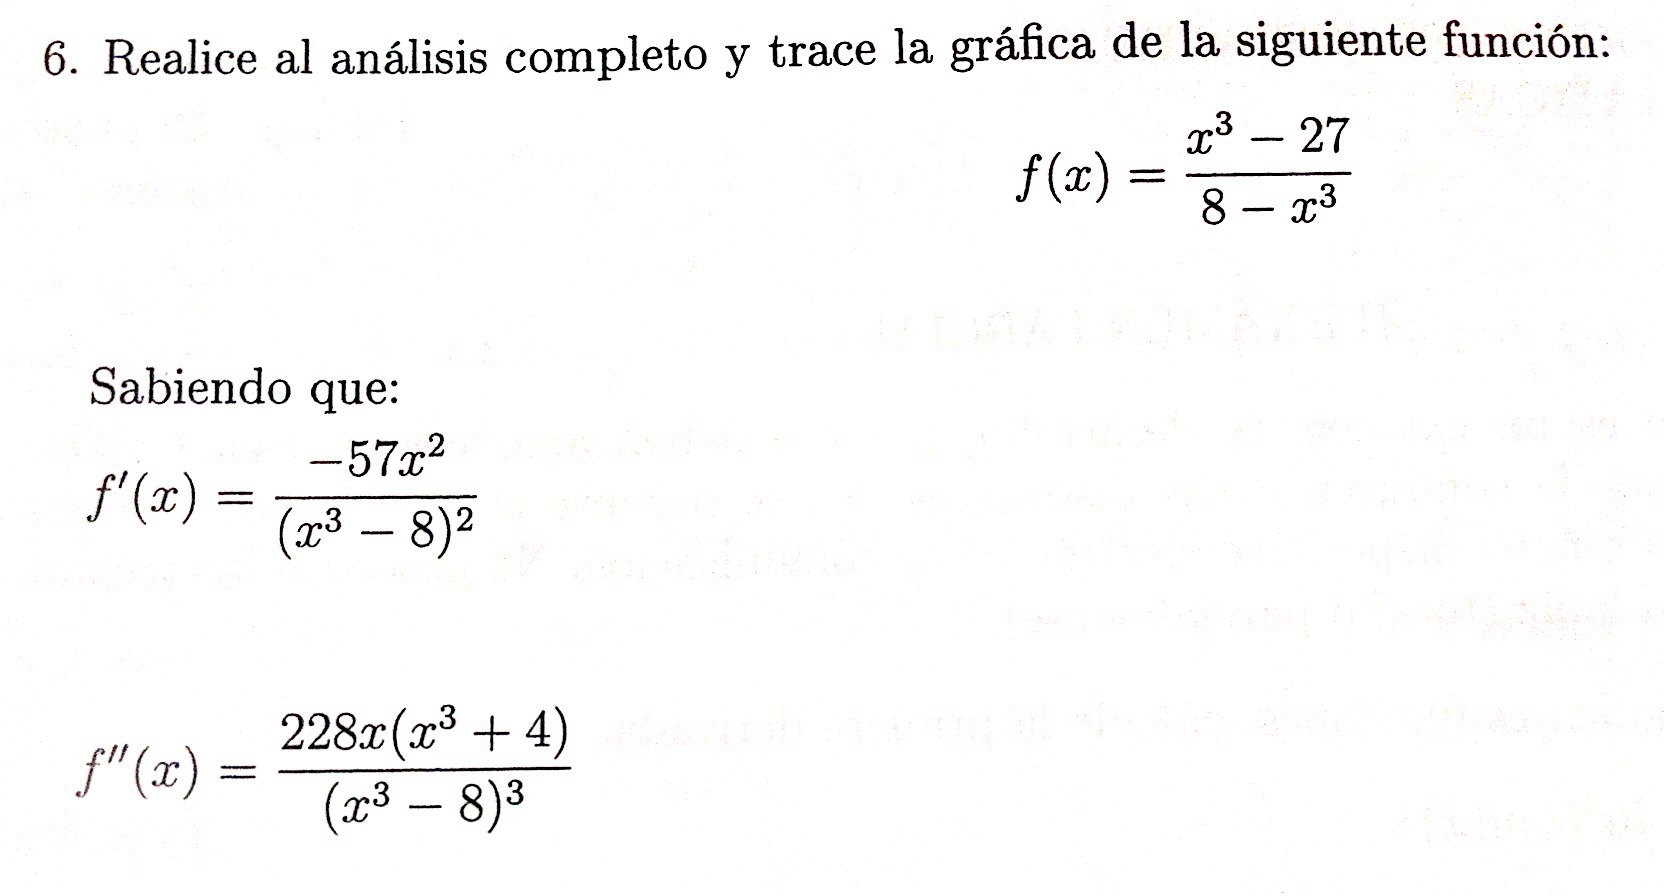 6. Realice al análisis completo y trace la gráfica de la siguiente función:
f(x) = \frac{x^3 - 27}{8 - x^3}
Sabiendo que:
f'(x) = \frac{-57x^2}{(x^3 - 8)^2}
f''(x) = \frac{228x(x^3 + 4)}{(x^3 - 8)^3}